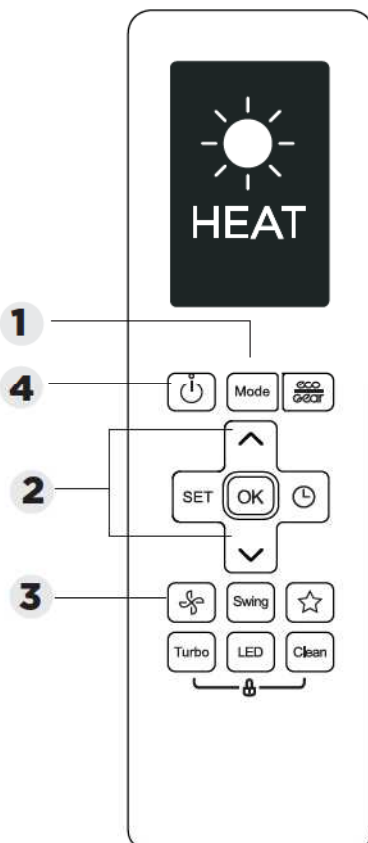 HEAT
1
4
Mode
eco
GEAr
2
SET OK
3
Swing
Turbo LED Clean